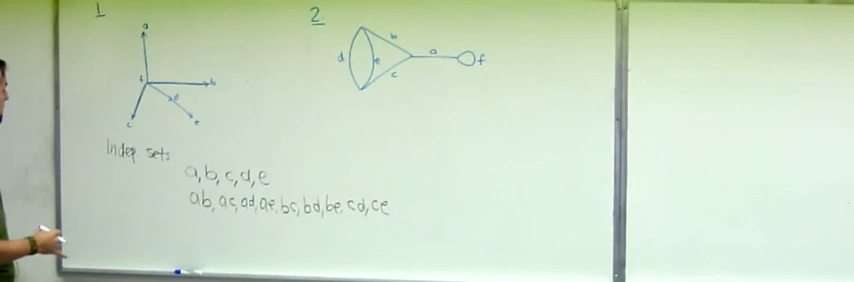 1
2
a
b
f
d
e
c
d
b
e
c
a
f
Indep sets
a, b, c, d, e
ab, ac, ad, ae, bc, bd, be, cd, ce